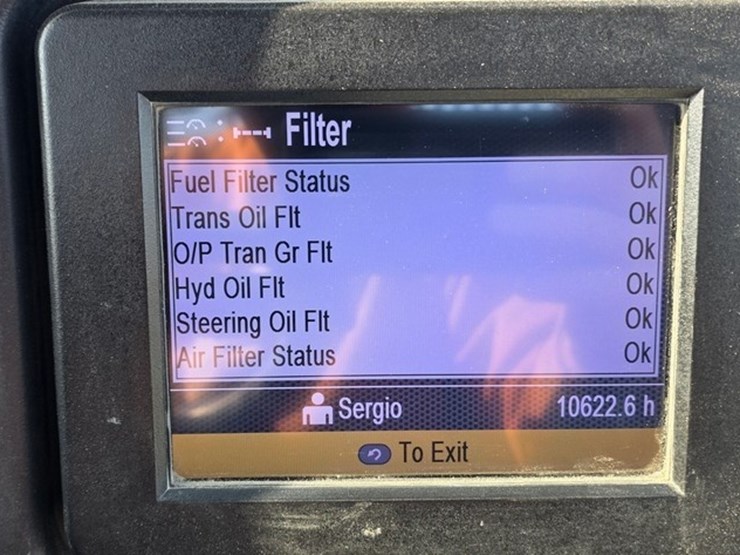 Filter
Fuel Filter Status Ok
Trans Oil Flt Ok
O/P Tran Gr Flt Ok
Hyd Oil Flt Ok
Steering Oil Flt Ok
Air Filter Status Ok
Sergio 10622.6 h
To Exit